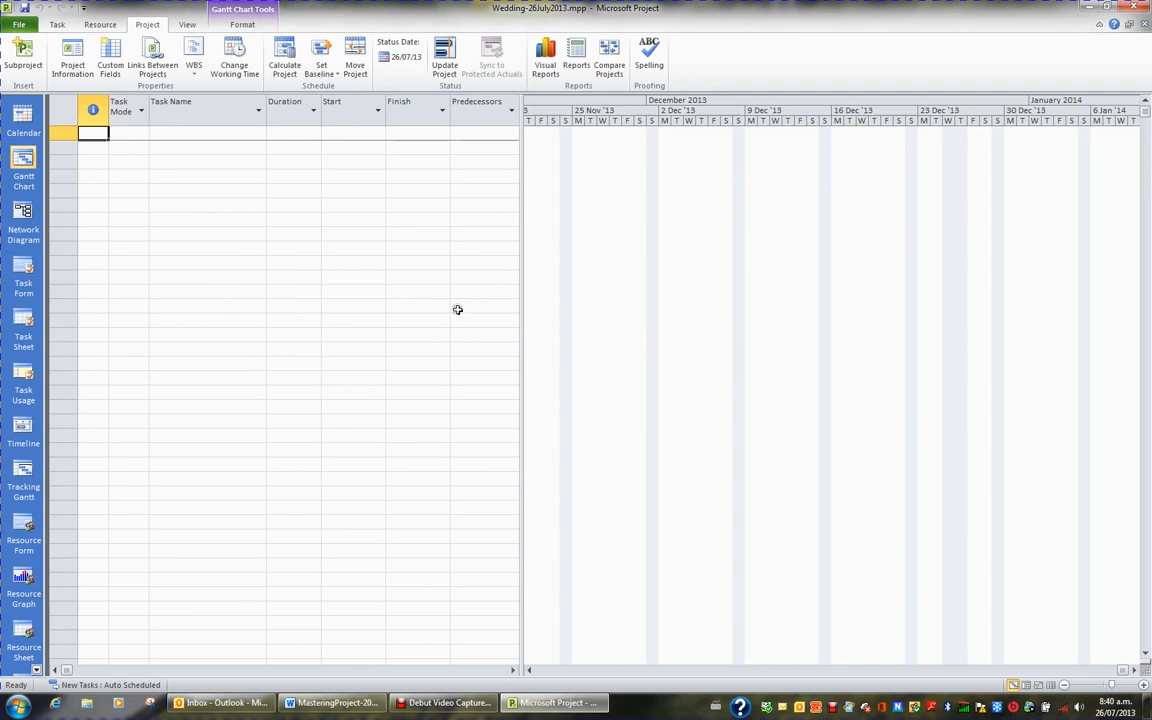 Wedding-26July2013.mpp - Microsoft Project
Gantt Chart Tools
File Task Resource Project View Format
Subproject
Project Information
Custom Fields
Links Between Projects
WBS
Change Working Time
Calculate Project
Set Baseline
Move Project
Status Date:
26/07/13
Update Project
Sync to Protected Actuals
Visual Reports
Reports
Compare Projects
ABC
Spelling
Insert Properties Schedule Status Reports Proofing
Task Mode Task Name Duration Start Finish Predecessors
December 2013 January 2014
3 25 Nov '13 2 Dec '13 9 Dec '13 16 Dec '13 23 Dec '13 30 Dec '13 6 Jan '14
T F S S M T W T F S S M T W T F S S M T W T F S S M T W T F S S M T W T F S S M T W T F S S M T W T
Calendar
Gantt Chart
Network Diagram
Task Form
Task Sheet
Task Usage
Timeline
Tracking Gantt
Resource Form
Resource Graph
Resource Sheet
Ready New Tasks : Auto Scheduled
Inbox - Outlook - Mi...
MasteringProject-20...
Debut Video Capture...
Microsoft Project - ...
8:40 a.m.
26/07/2013